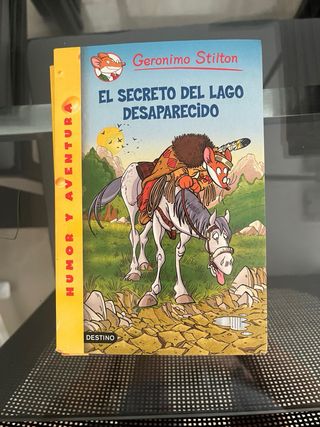 Geronimo Stilton
EL SECRETO DEL LAGO
DESAPARECIDO
HUMOR Y AVENTURA
DESTINO